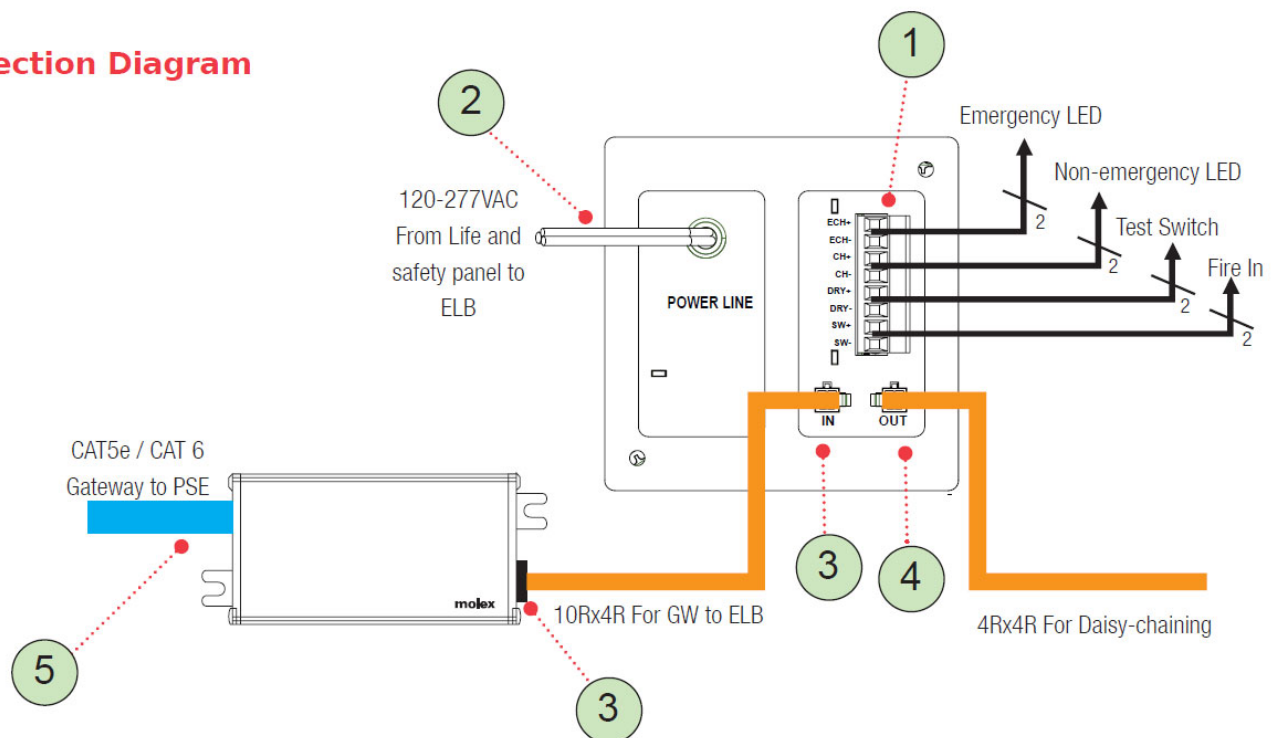 ection Diagram
1
2
Emergency LED
2
Non-emergency LED
2
Test Switch
2
Fire In
2
120-277VAC
From Life and
safety panel to
ELB
POWER LINE
ECH+
ECH-
CH+
CH-
DRY+
DRY-
SW+
SW-
IN
OUT
CAT5e / CAT 6
Gateway to PSE
molex
3
4
10Rx4R For GW to ELB
4Rx4R For Daisy-chaining
5
3